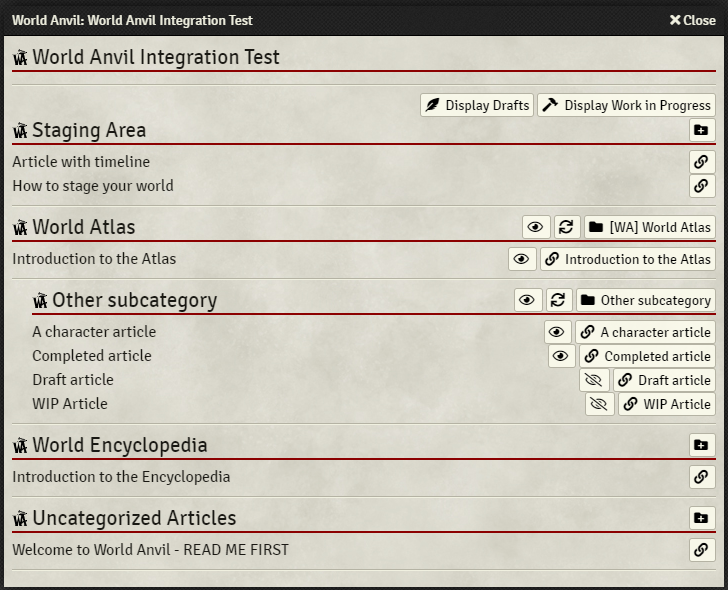 World Anvil: World Anvil Integration Test Close
World Anvil Integration Test
Display Drafts Display Work in Progress
Staging Area
Article with timeline
How to stage your world
World Atlas [WA] World Atlas
Introduction to the Atlas Introduction to the Atlas
Other subcategory Other subcategory
A character article A character article
Completed article Completed article
Draft article Draft article
WIP Article WIP Article
World Encyclopedia
Introduction to the Encyclopedia
Uncategorized Articles
Welcome to World Anvil - READ ME FIRST